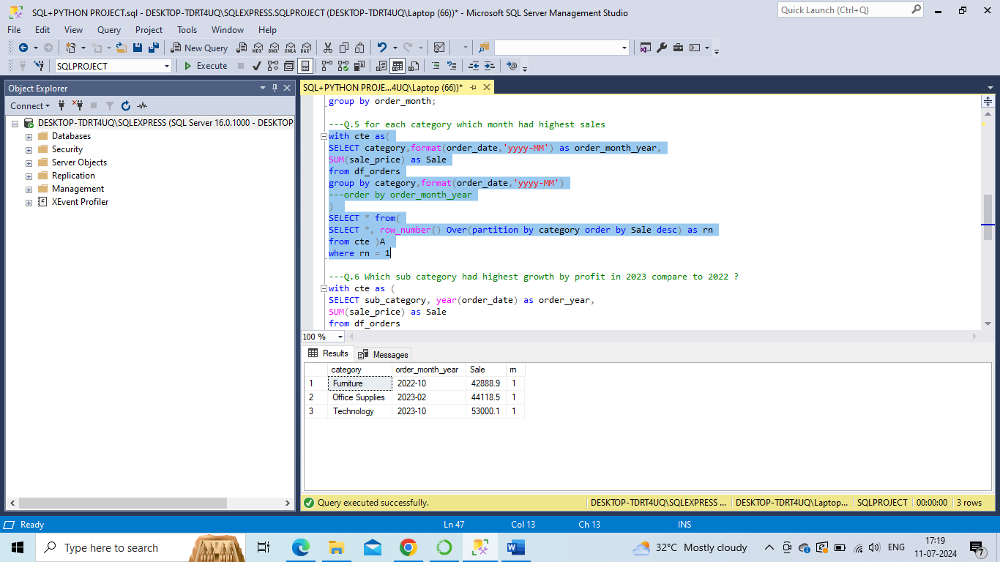 SQL+PYTHON PROJECT.sql - DESKTOP-TDRT4UQ\SQLEXPRESS.SQLPROJECT (DESKTOP-TDRT4UQ\Laptop (66))* - Microsoft SQL Server Management Studio
Quick Launch (Ctrl+Q)
File Edit View Query Project Tools Window Help
New Query MDX DMX XMLA DAX
SQLPROJECT Execute
Object Explorer
SQL+PYTHON PROJE...4UQ\Laptop (66))*
Connect
DESKTOP-TDRT4UQ\SQLEXPRESS (SQL Server 16.0.1000 - DESKTOP
Databases
Security
Server Objects
Replication
Management
XEvent Profiler
group by order_month;
---Q.5 for each category which month had highest sales
with cte as(
SELECT category,format(order_date,'yyyy-MM') as order_month_year,
SUM(sale_price) as Sale
from df_orders
group by category,format(order_date,'yyyy-MM')
---order by order_month_year
)
SELECT * from(
SELECT *, row_number() Over(partition by category order by Sale desc) as rn
from cte )A
where rn = 1
---Q.6 Which sub category had highest growth by profit in 2023 compare to 2022 ?
with cte as (
SELECT sub_category, year(order_date) as order_year,
SUM(sale_price) as Sale
from df_orders
100 %
Results Messages
category order_month_year Sale rn
1 Furniture 2022-10 42888.9 1
2 Office Supplies 2023-02 44118.5 1
3 Technology 2023-10 53000.1 1
Query executed successfully. DESKTOP-TDRT4UQ\SQLEXPRESS ... DESKTOP-TDRT4UQ\Laptop... SQLPROJECT 00:00:00 3 rows
Ready Ln 47 Col 13 Ch 13 INS
Type here to search 32°C Mostly cloudy ENG 17:19
11-07-2024 7